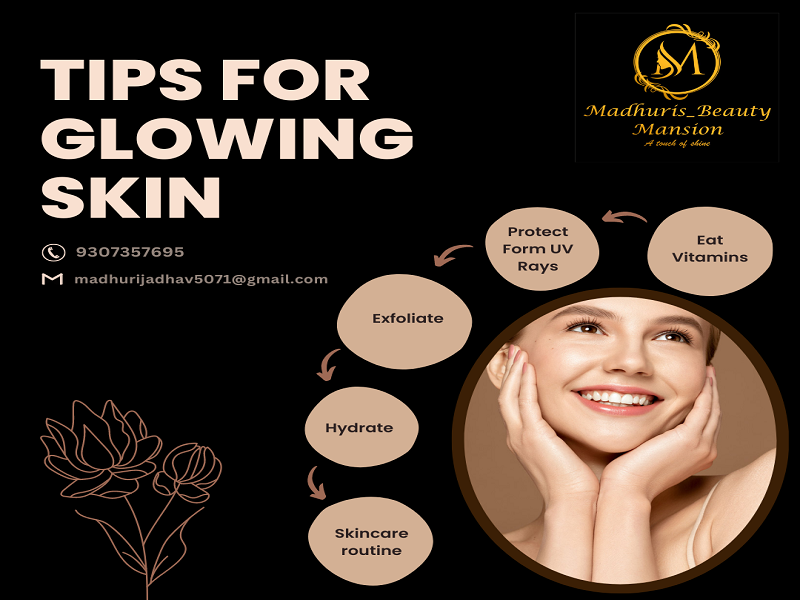 TIPS FOR
GLOWING
SKIN
9307357695
madhurijadhav5071@gmail.com
M
Madhuris_Beauty
Mansion
A touch of shine
Eat
Vitamins
Protect
Form UV
Rays
Exfoliate
Hydrate
Skincare
routine